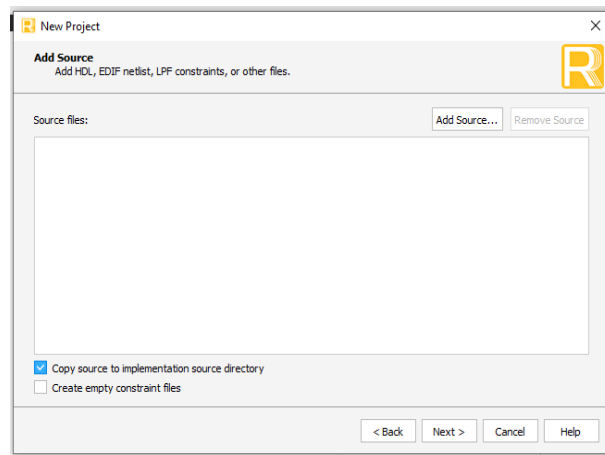 New Project
Add Source
Add HDL, EDIF netlist, LPF constraints, or other files.
Source files:
Add Source...
Remove Source
Copy source to implementation source directory
Create empty constraint files
< Back
Next >
Cancel
Help